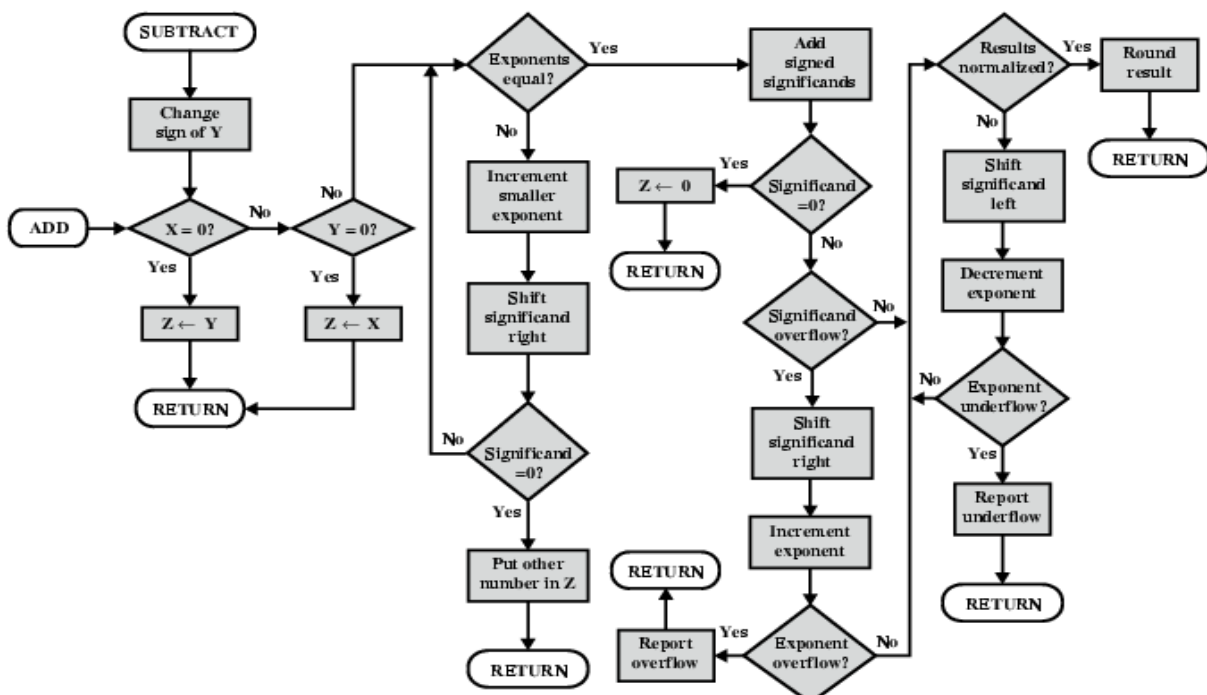 SUBTRACT
Change
sign of Y
ADD
X = 0?
No
Yes
Z ← Y
RETURN
No
Y = 0?
Yes
Z ← X
Exponents
equal?
Yes
No
Increment
smaller
exponent
Shift
significand
right
No
Significand
=0?
Yes
Put other
number in Z
RETURN
Add
signed
significands
Yes
Z ← 0
RETURN
Significand
=0?
No
Significand
overflow?
No
Yes
Shift
significand
right
Increment
exponent
RETURN
Report
overflow
Yes
Exponent
overflow?
No
Results
normalized?
Yes
Round
result
RETURN
No
Shift
significand
left
Decrement
exponent
No
Exponent
underflow?
Yes
Report
underflow
RETURN